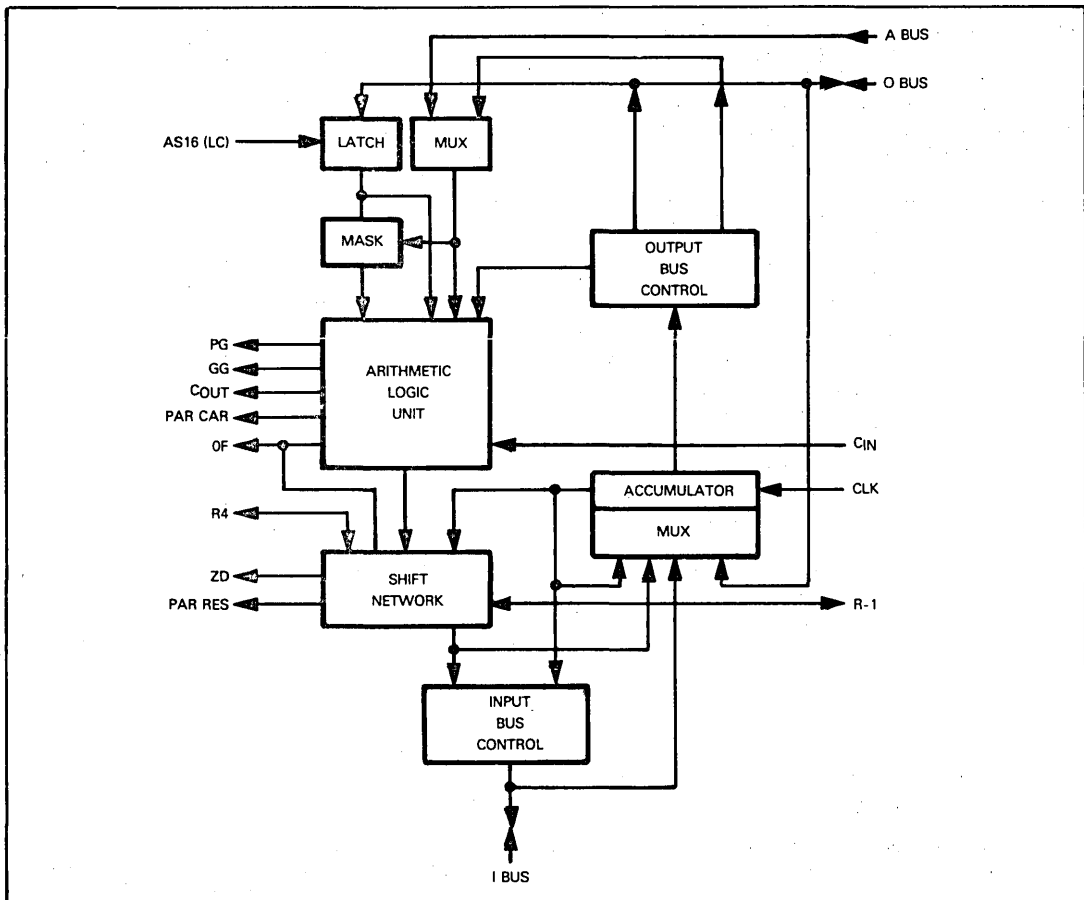 A BUS
O BUS
AS16 (LC)
LATCH
MUX
MASK
OUTPUT
BUS
CONTROL
PG
GG
COUT
PAR CAR
OF
ARITHMETIC
LOGIC
UNIT
CIN
ACCUMULATOR
CLK
MUX
R4
ZD
PAR RES
SHIFT
NETWORK
R-1
INPUT
BUS
CONTROL
I BUS